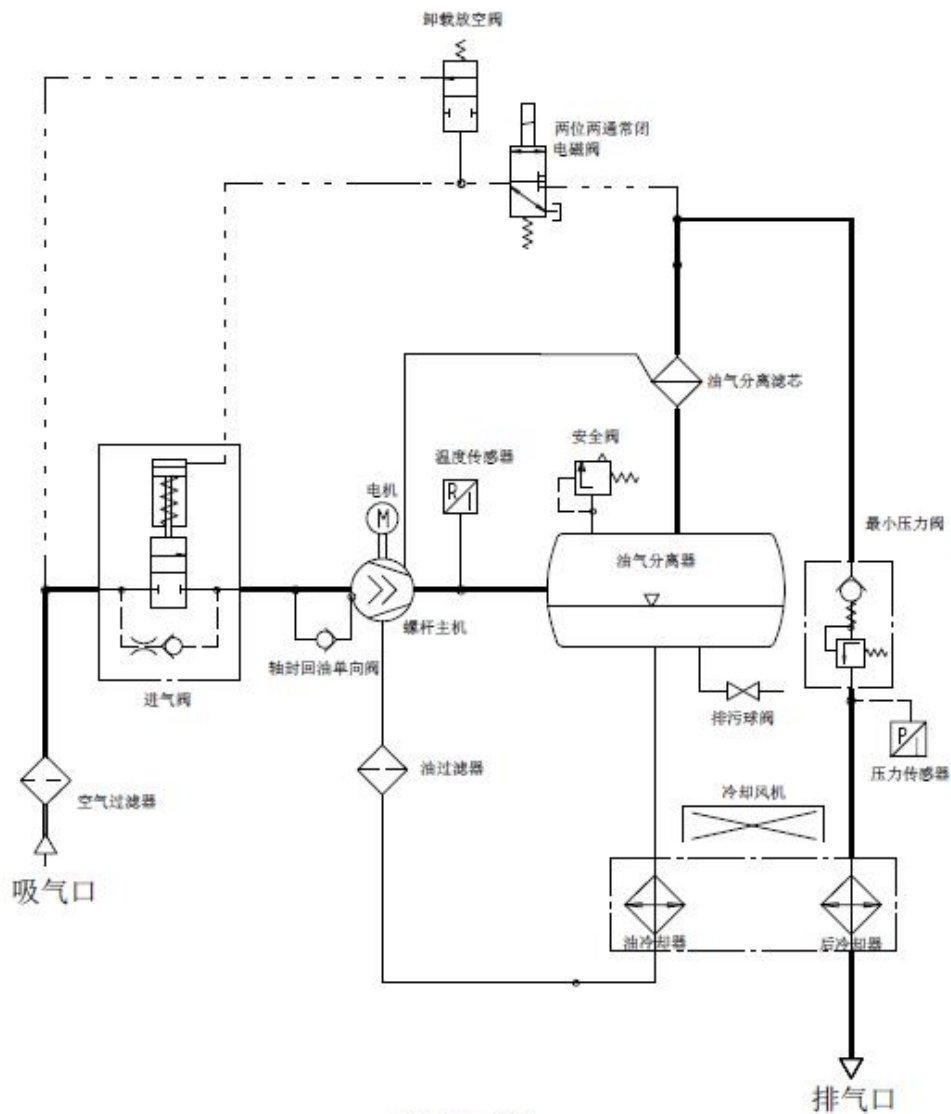 卸载放空阀
两位两通常闭
电磁阀
油气分离滤芯
安全阀
温度传感器
电机
M
R
I
最小压力阀
油气分离器
螺杆主机
轴封回油单向阀
进气阀
排污球阀
P
I
压力传感器
油过滤器
空气过滤器
冷却风机
吸气口
油冷却器
后冷却器
排气口